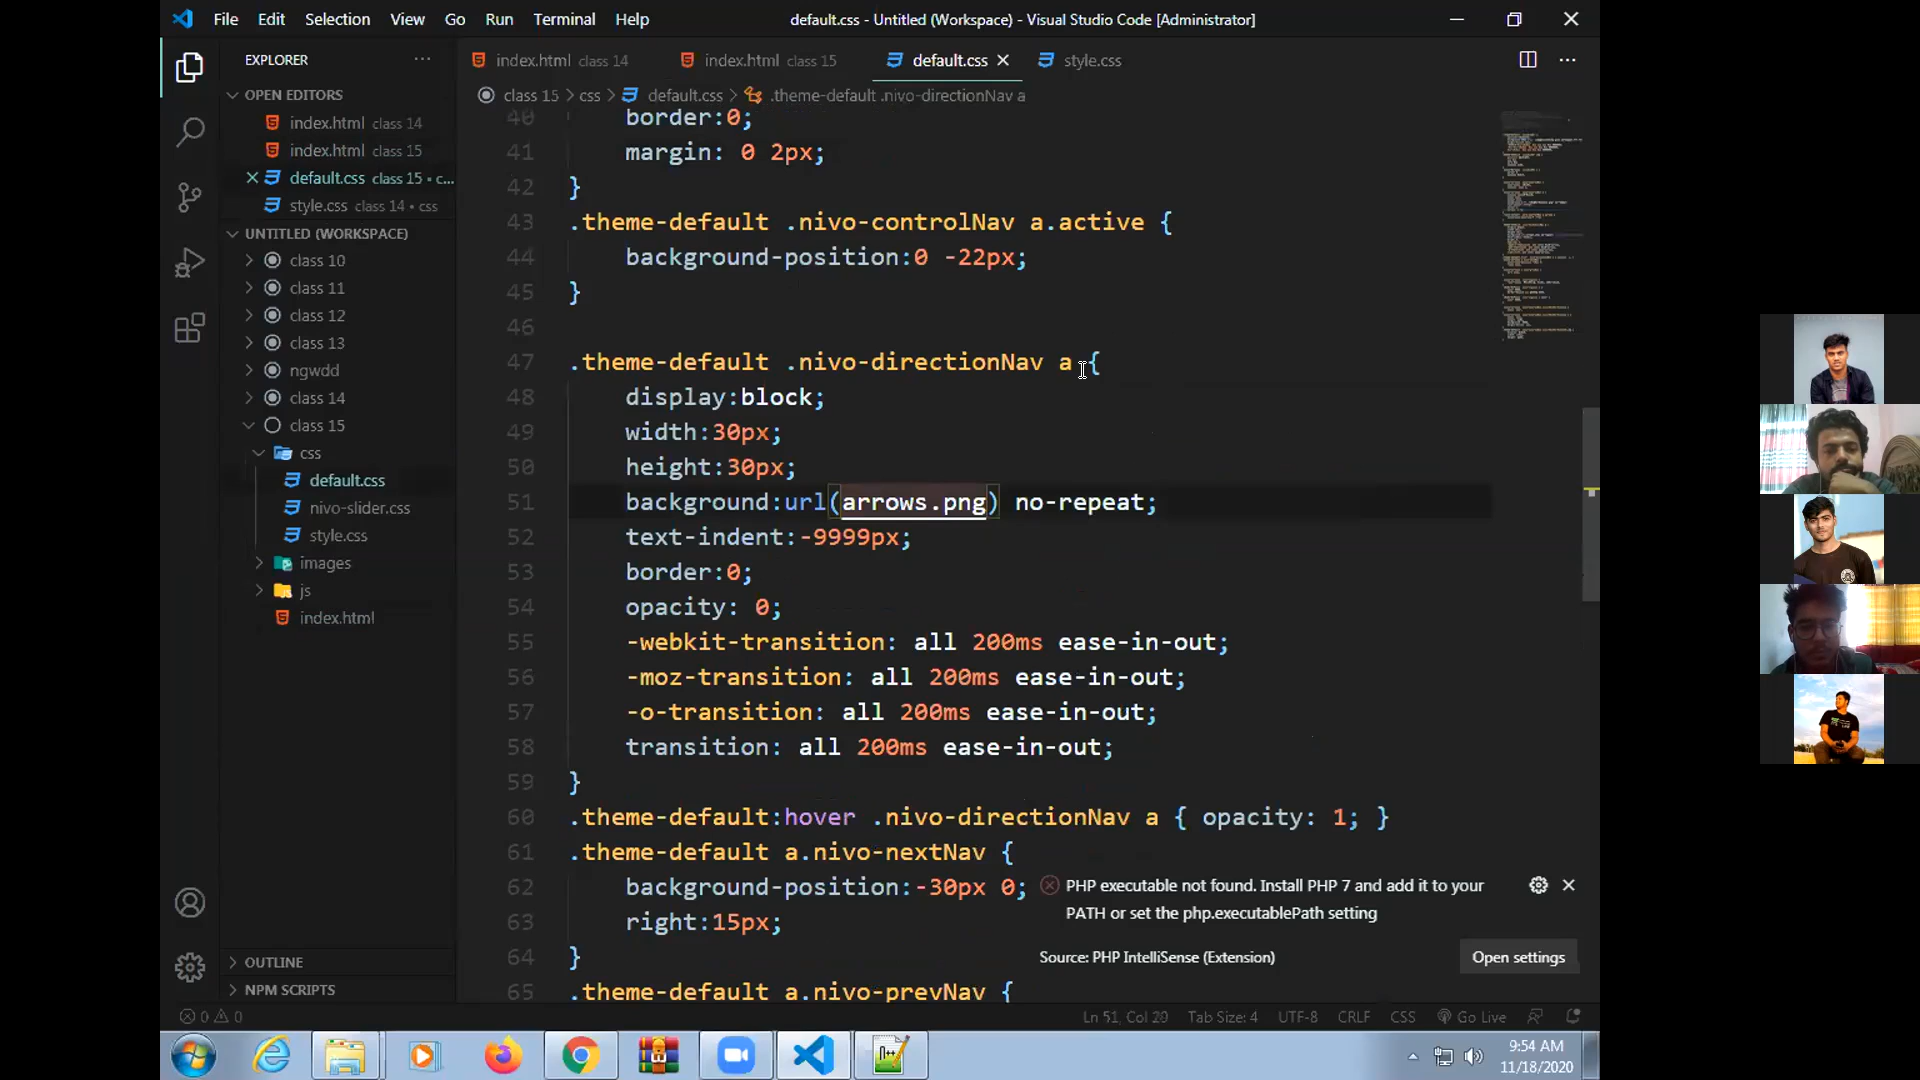 File Edit Selection View Go Run Terminal Help
default.css - Untitled (Workspace) - Visual Studio Code [Administrator]
EXPLORER
OPEN EDITORS
index.html class 14
index.html class 15
default.css class 15 • c...
style.css class 14 • css
UNTITLED (WORKSPACE)
class 10
class 11
class 12
class 13
ngwdd
class 14
class 15
css
default.css
nivo-slider.css
style.css
images
js
index.html
OUTLINE
NPM SCRIPTS
index.html class 14
index.html class 15
default.css
style.css
class 15 > css > default.css > .theme-default .nivo-directionNav a
40 border:0;
41 margin: 0 2px;
42 }
43 .theme-default .nivo-controlNav a.active {
44 background-position:0 -22px;
45 }
46
47 .theme-default .nivo-directionNav a {
48 display:block;
49 width:30px;
50 height:30px;
51 background:url(arrows.png) no-repeat;
52 text-indent:-9999px;
53 border:0;
54 opacity: 0;
55 -webkit-transition: all 200ms ease-in-out;
56 -moz-transition: all 200ms ease-in-out;
57 -o-transition: all 200ms ease-in-out;
58 transition: all 200ms ease-in-out;
59 }
60 .theme-default:hover .nivo-directionNav a { opacity: 1; }
61 .theme-default a.nivo-nextNav {
62 background-position:-30px 0;
63 right:15px;
64 }
65 .theme-default a.nivo-prevNav {
PHP executable not found. Install PHP 7 and add it to your
PATH or set the php.executablePath setting
Source: PHP IntelliSense (Extension)
Open settings
0 0
Ln 51, Col 29 Tab Size: 4 UTF-8 CRLF CSS Go Live
9:54 AM
11/18/2020